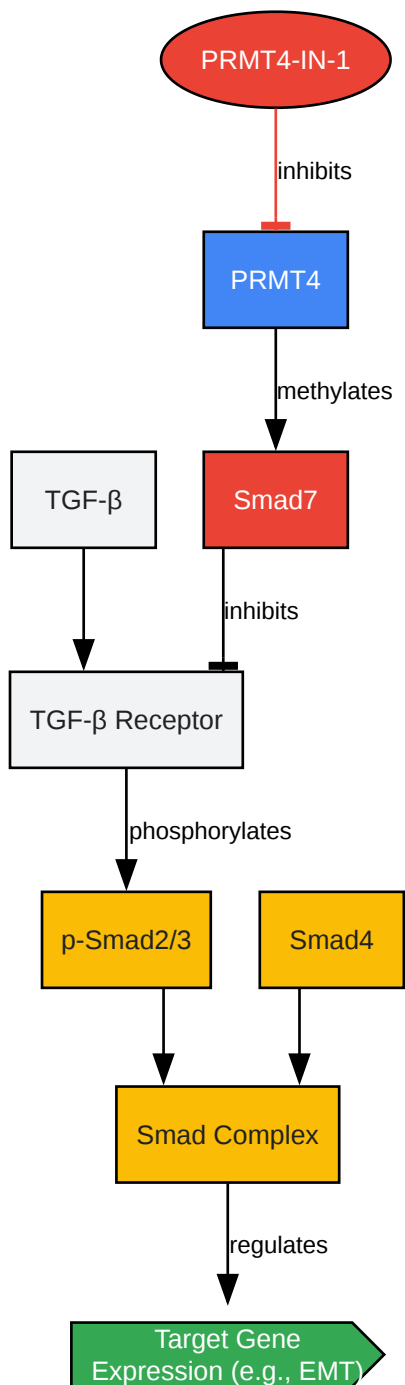 PRMT4-IN-1
inhibits
PRMT4
methylates
TGF-β
Smad7
inhibits
TGF-β Receptor
phosphorylates
p-Smad2/3
Smad4
Smad Complex
regulates
Target Gene
Expression (e.g., EMT)